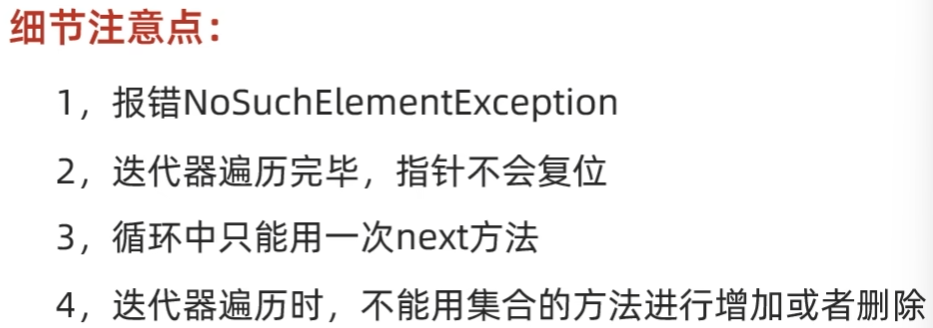 细节注意点：
1，报错NoSuchElementException
2，迭代器遍历完毕，指针不会复位
3，循环中只能用一次next方法
4，迭代器遍历时，不能用集合的方法进行增加或者删除